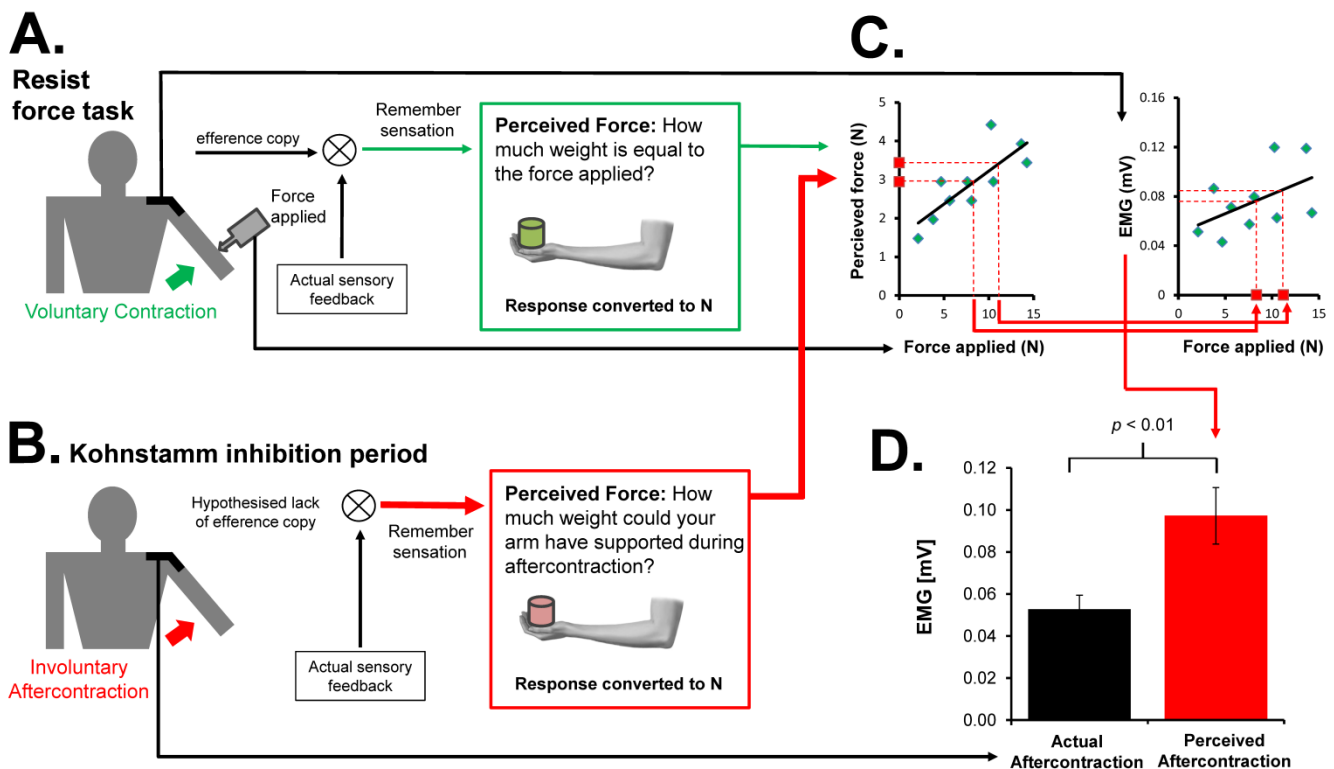 A.
Resist
force task
efference copy
Remember
sensation
Force
applied
Actual sensory
feedback
Voluntary Contraction
Perceived Force: How
much weight is equal to
the force applied?
Response converted to N
C.
Percieved force (N)
5
4
3
2
1
0
0
5
10
15
Force applied (N)
EMG (mV)
0.16
0.12
0.08
0.04
0
0
5
10
15
Force applied (N)
B. Kohnstamm inhibition period
Hypothesised lack
of efference copy
Remember
sensation
Actual sensory
feedback
Involuntary
Aftercontraction
Perceived Force: How
much weight could your
arm have supported during
aftercontraction?
Response converted to N
D.
p < 0.01
EMG [mV]
0.12
0.10
0.08
0.06
0.04
0.02
0.00
Actual
Aftercontraction
Perceived
Aftercontraction